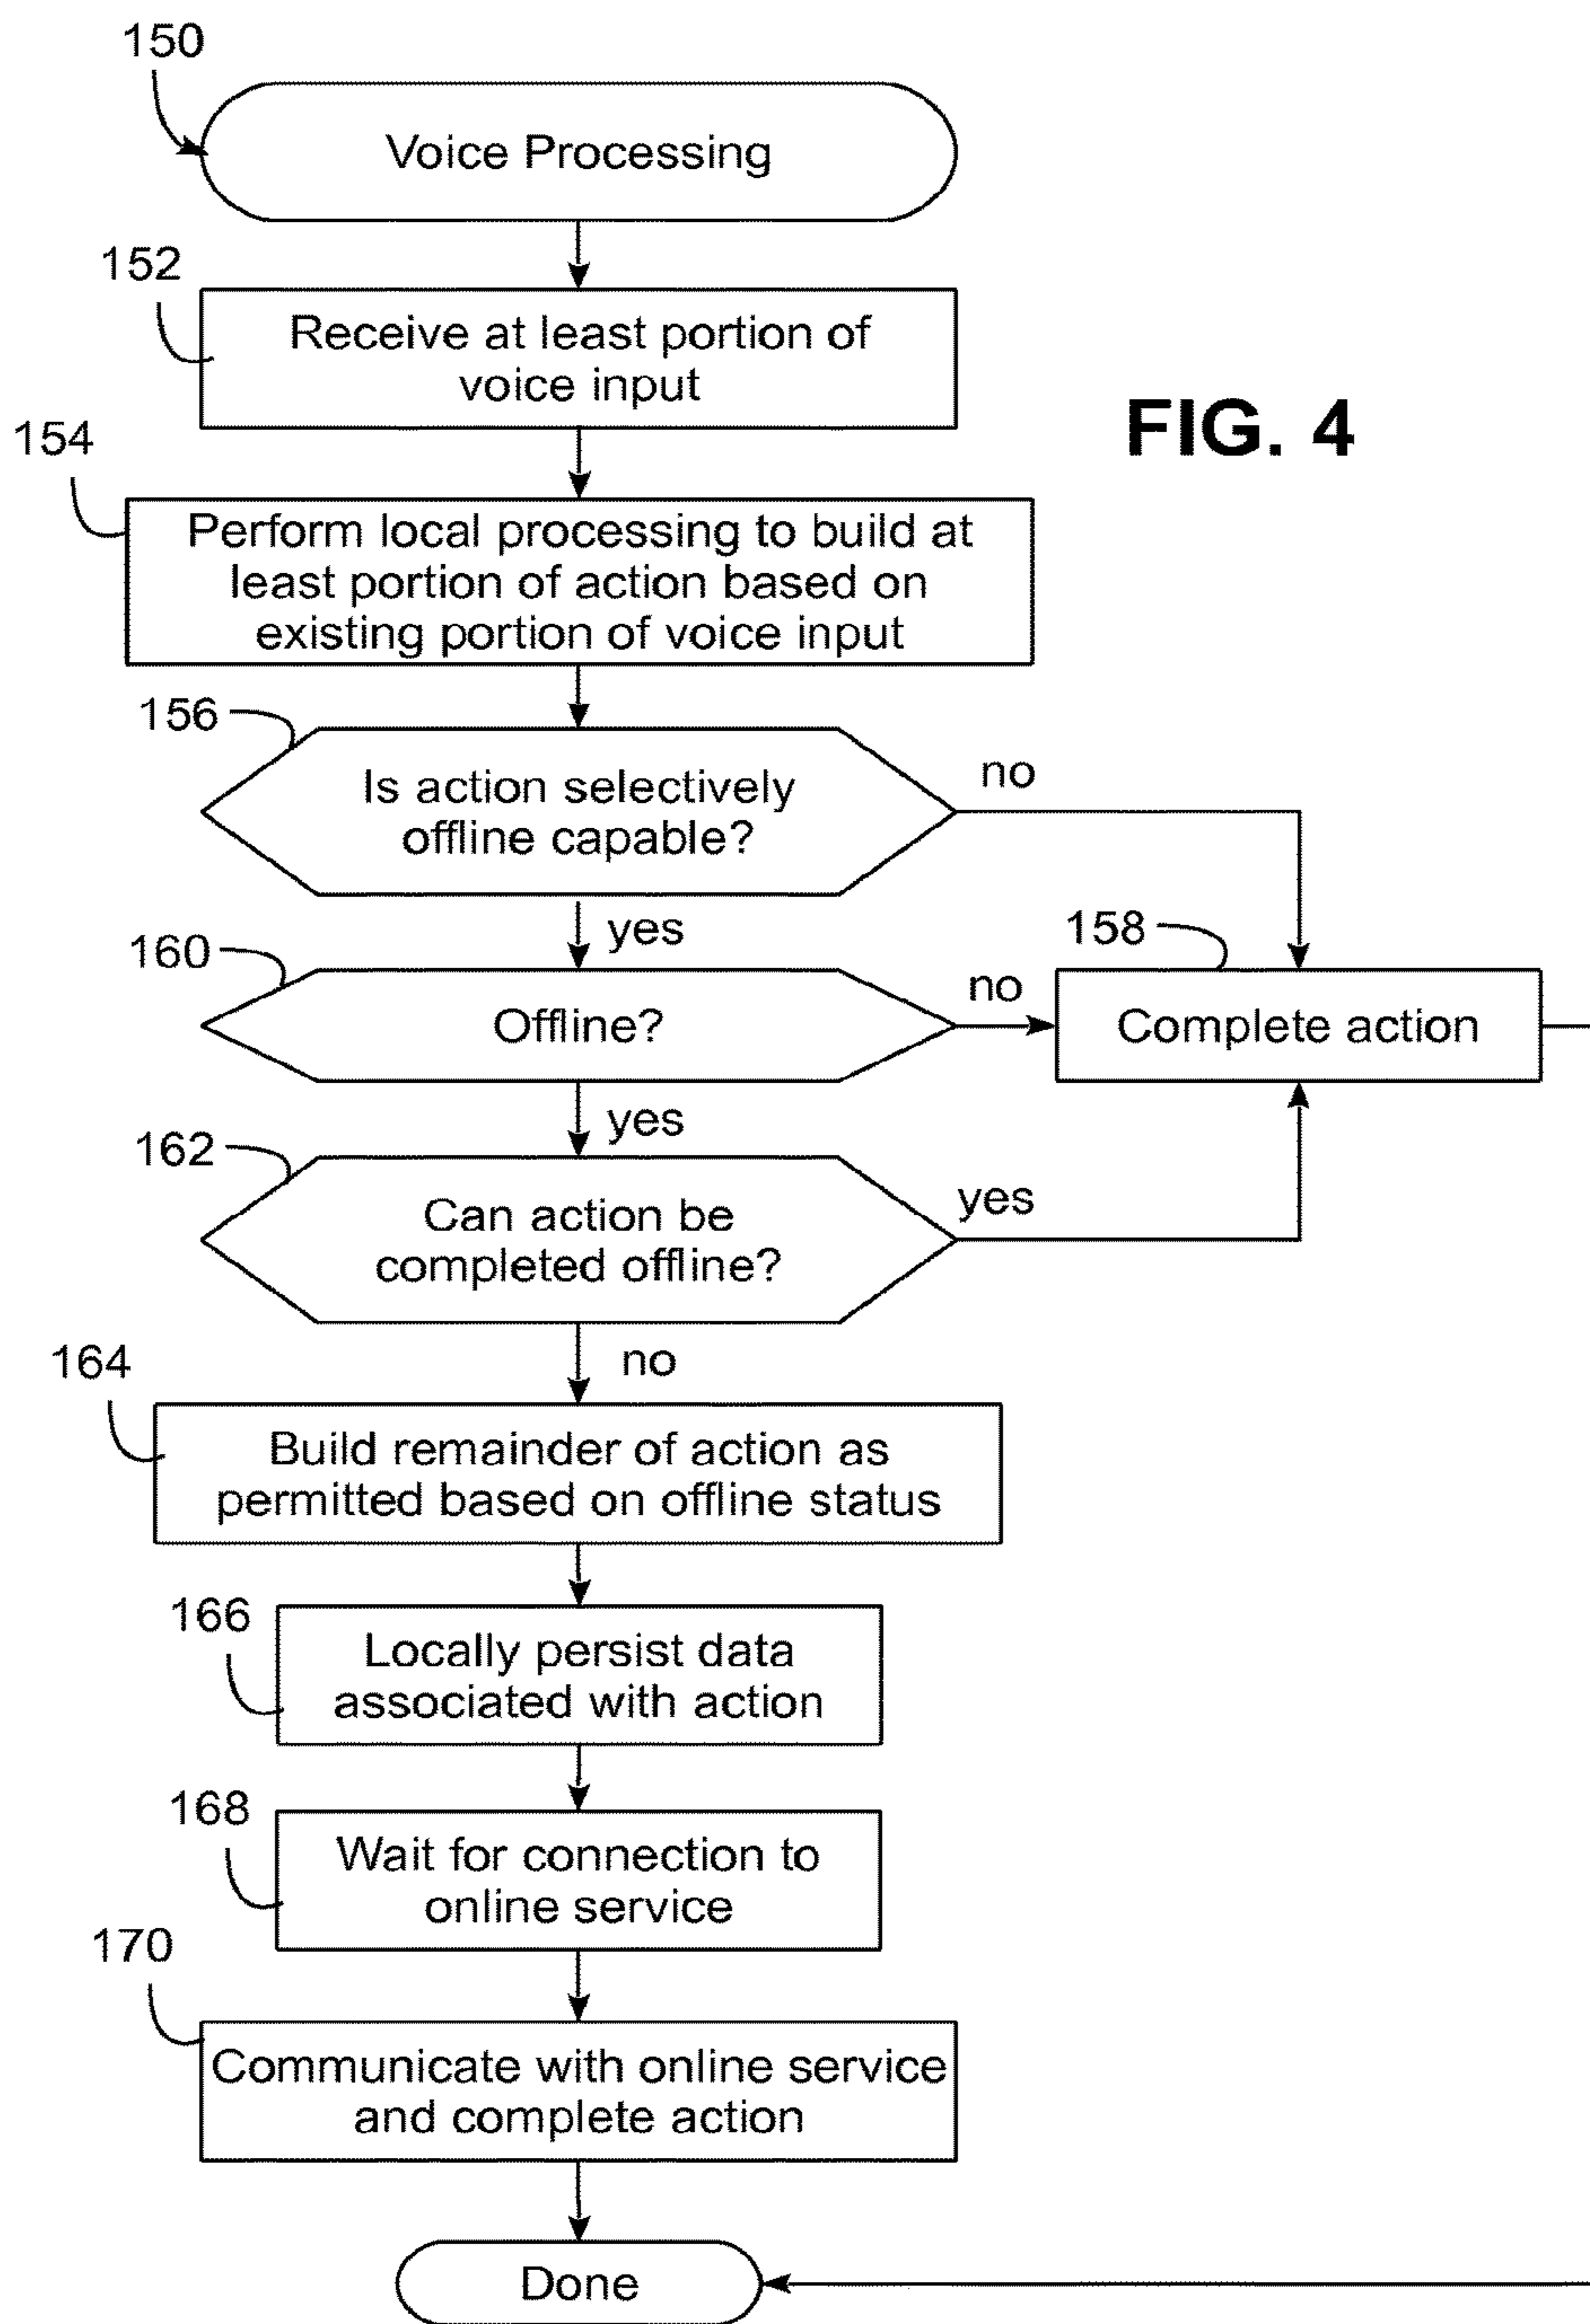 150
Voice Processing
152
Receive at least portion of
voice input
FIG. 4
154
Perform local processing to build at
least portion of action based on
existing portion of voice input
156
Is action selectively
offline capable?
no
yes
158
160
Offline?
no
Complete action
yes
162
Can action be
completed offline?
yes
no
164
Build remainder of action as
permitted based on offline status
166
Locally persist data
associated with action
168
Wait for connection to
online service
170
Communicate with online service
and complete action
Done